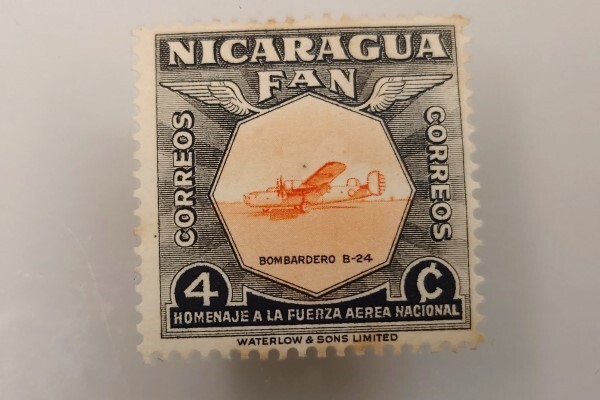 NICARAGUA
FAN
CORREOS
CORREOS
BOMBARDERO B-24
4 ¢
HOMENAJE A LA FUERZA AEREA NACIONAL
WATERLOW & SONS LIMITED